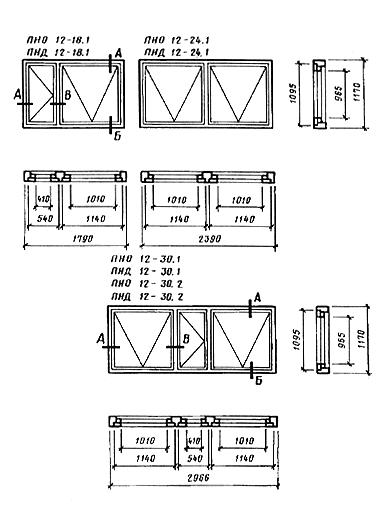 ПНО 12-18.1
ПНД 12-18.1
ПНО 12-24.1
ПНД 12-24.1
А
А
В
Б
1095
965
1170
410
1010
540
1140
1790
1010
1010
1140
1140
2390
ПНО 12-30.1
ПНД 12-30.1
ПНО 12-30.2
ПНД 12-30.2
А
А
В
Б
1095
965
1170
1010
410
1010
1140
540
1140
2966